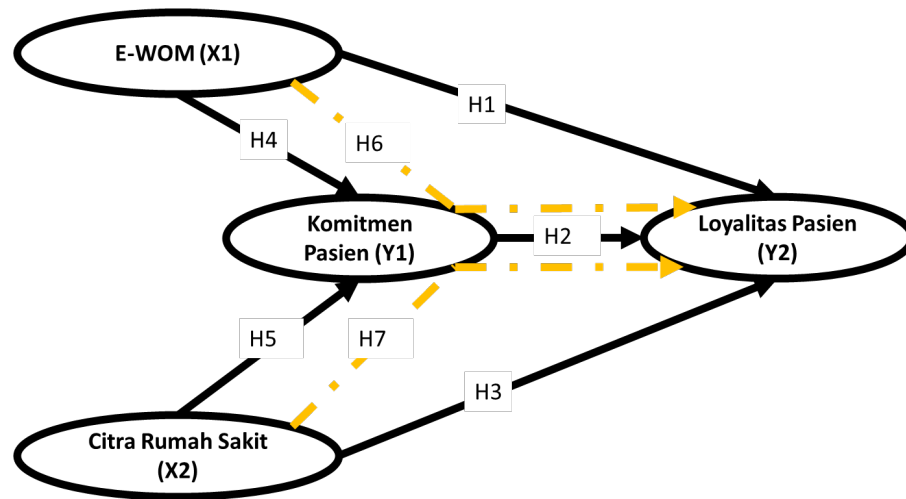 E-WOM (X1)
H1
H4
H6
Komitmen
Pasien (Y1)
H2
Loyalitas Pasien
(Y2)
H5
H7
H3
Citra Rumah Sakit
(X2)